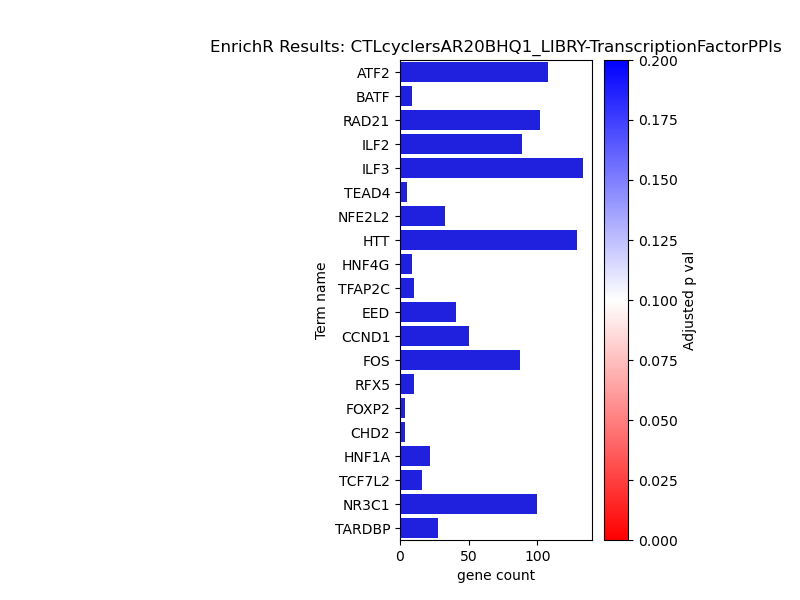 EnrichR Results: CTLcyclersAR20BHQ1_LIBRY-TranscriptionFactorPPIs
ATF2
BATF
RAD21
ILF2
ILF3
TEAD4
NFE2L2
HTT
HNF4G
TFAP2C
EED
CCND1
FOS
RFX5
FOXP2
CHD2
HNF1A
TCF7L2
NR3C1
TARDBP
Term name
0 50 100
gene count
0.200
0.175
0.150
0.125
0.100
0.075
0.050
0.025
0.000
Adjusted p val